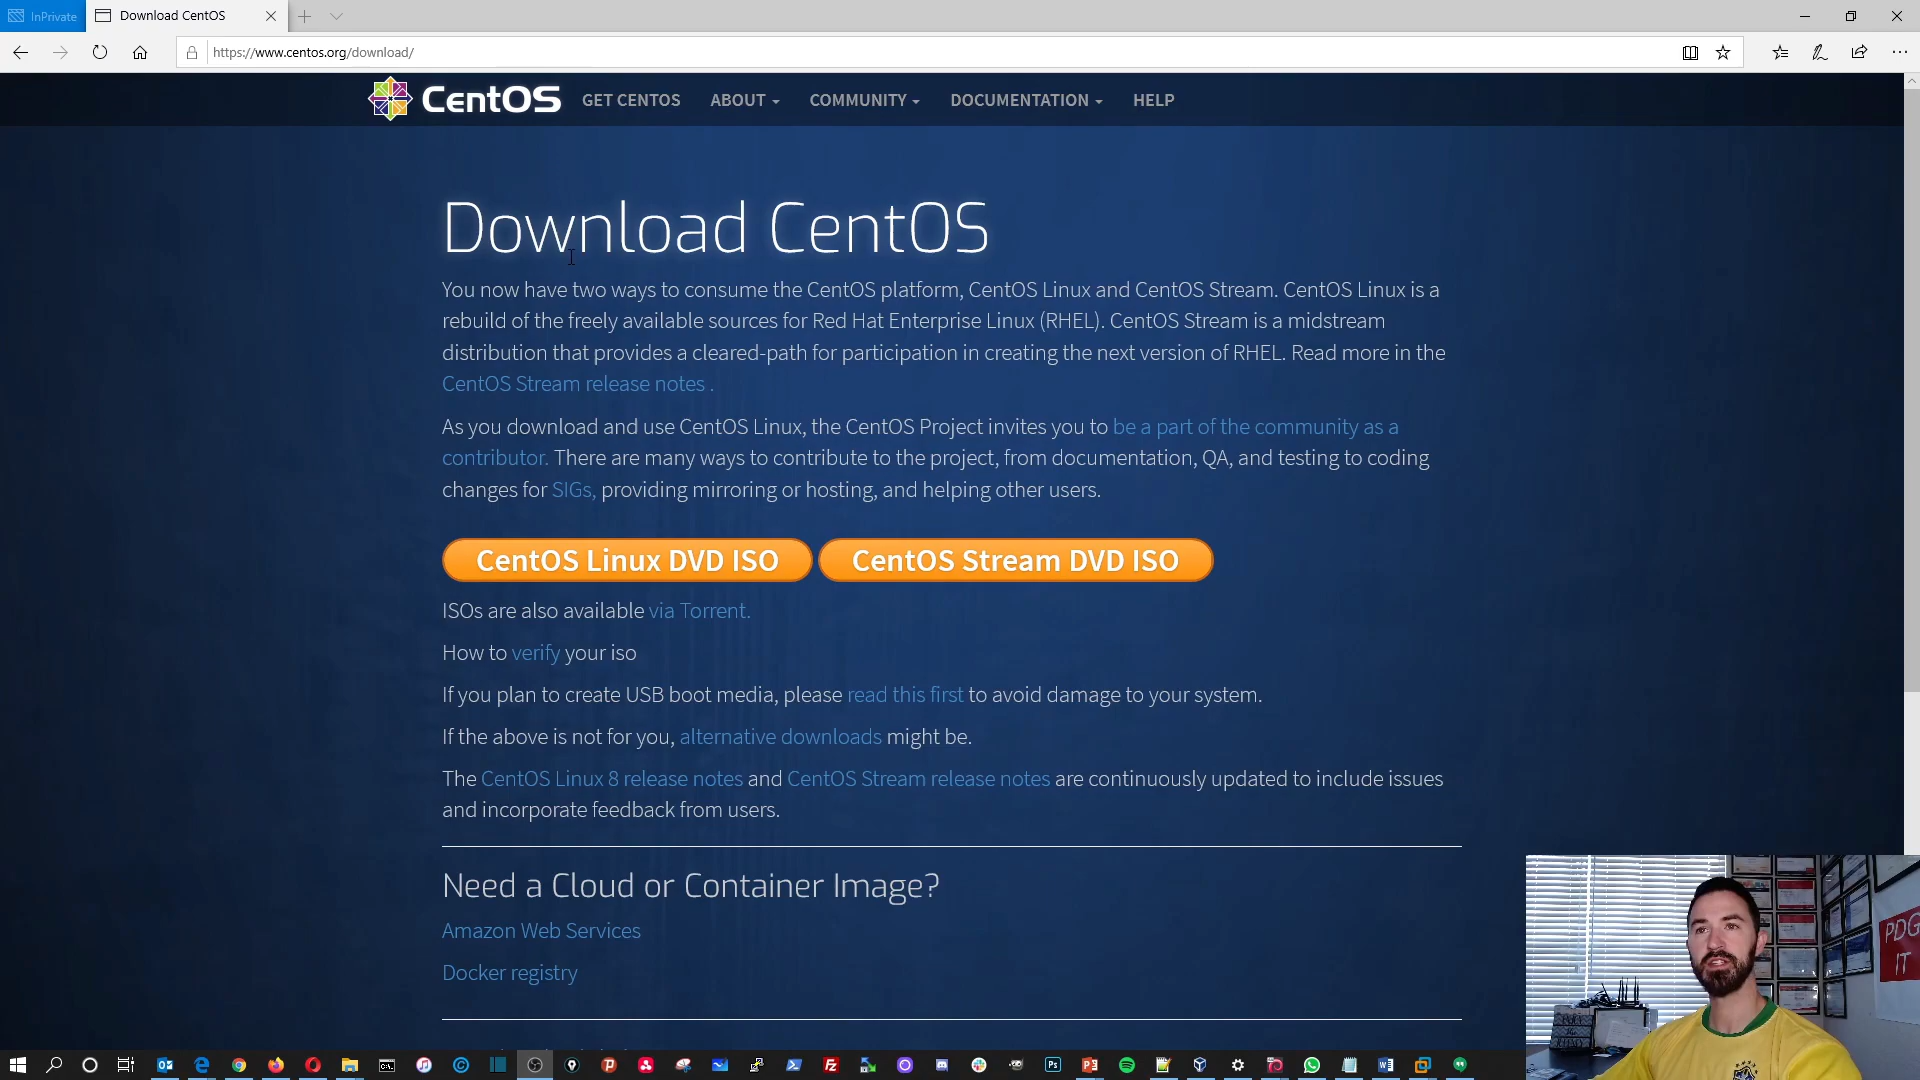 InPrivate
Download CentOS
https://www.centos.org/download/
CentOS GET CENTOS ABOUT COMMUNITY DOCUMENTATION HELP
Download CentOS
You now have two ways to consume the CentOS platform, CentOS Linux and CentOS Stream. CentOS Linux is a
rebuild of the freely available sources for Red Hat Enterprise Linux (RHEL). CentOS Stream is a midstream
distribution that provides a cleared-path for participation in creating the next version of RHEL. Read more in the
CentOS Stream release notes .
As you download and use CentOS Linux, the CentOS Project invites you to be a part of the community as a
contributor. There are many ways to contribute to the project, from documentation, QA, and testing to coding
changes for SIGs, providing mirroring or hosting, and helping other users.
CentOS Linux DVD ISO CentOS Stream DVD ISO
ISOs are also available via Torrent.
How to verify your iso
If you plan to create USB boot media, please read this first to avoid damage to your system.
If the above is not for you, alternative downloads might be.
The CentOS Linux 8 release notes and CentOS Stream release notes are continuously updated to include issues
and incorporate feedback from users.
Need a Cloud or Container Image?
Amazon Web Services
Docker registry
PDG
IT